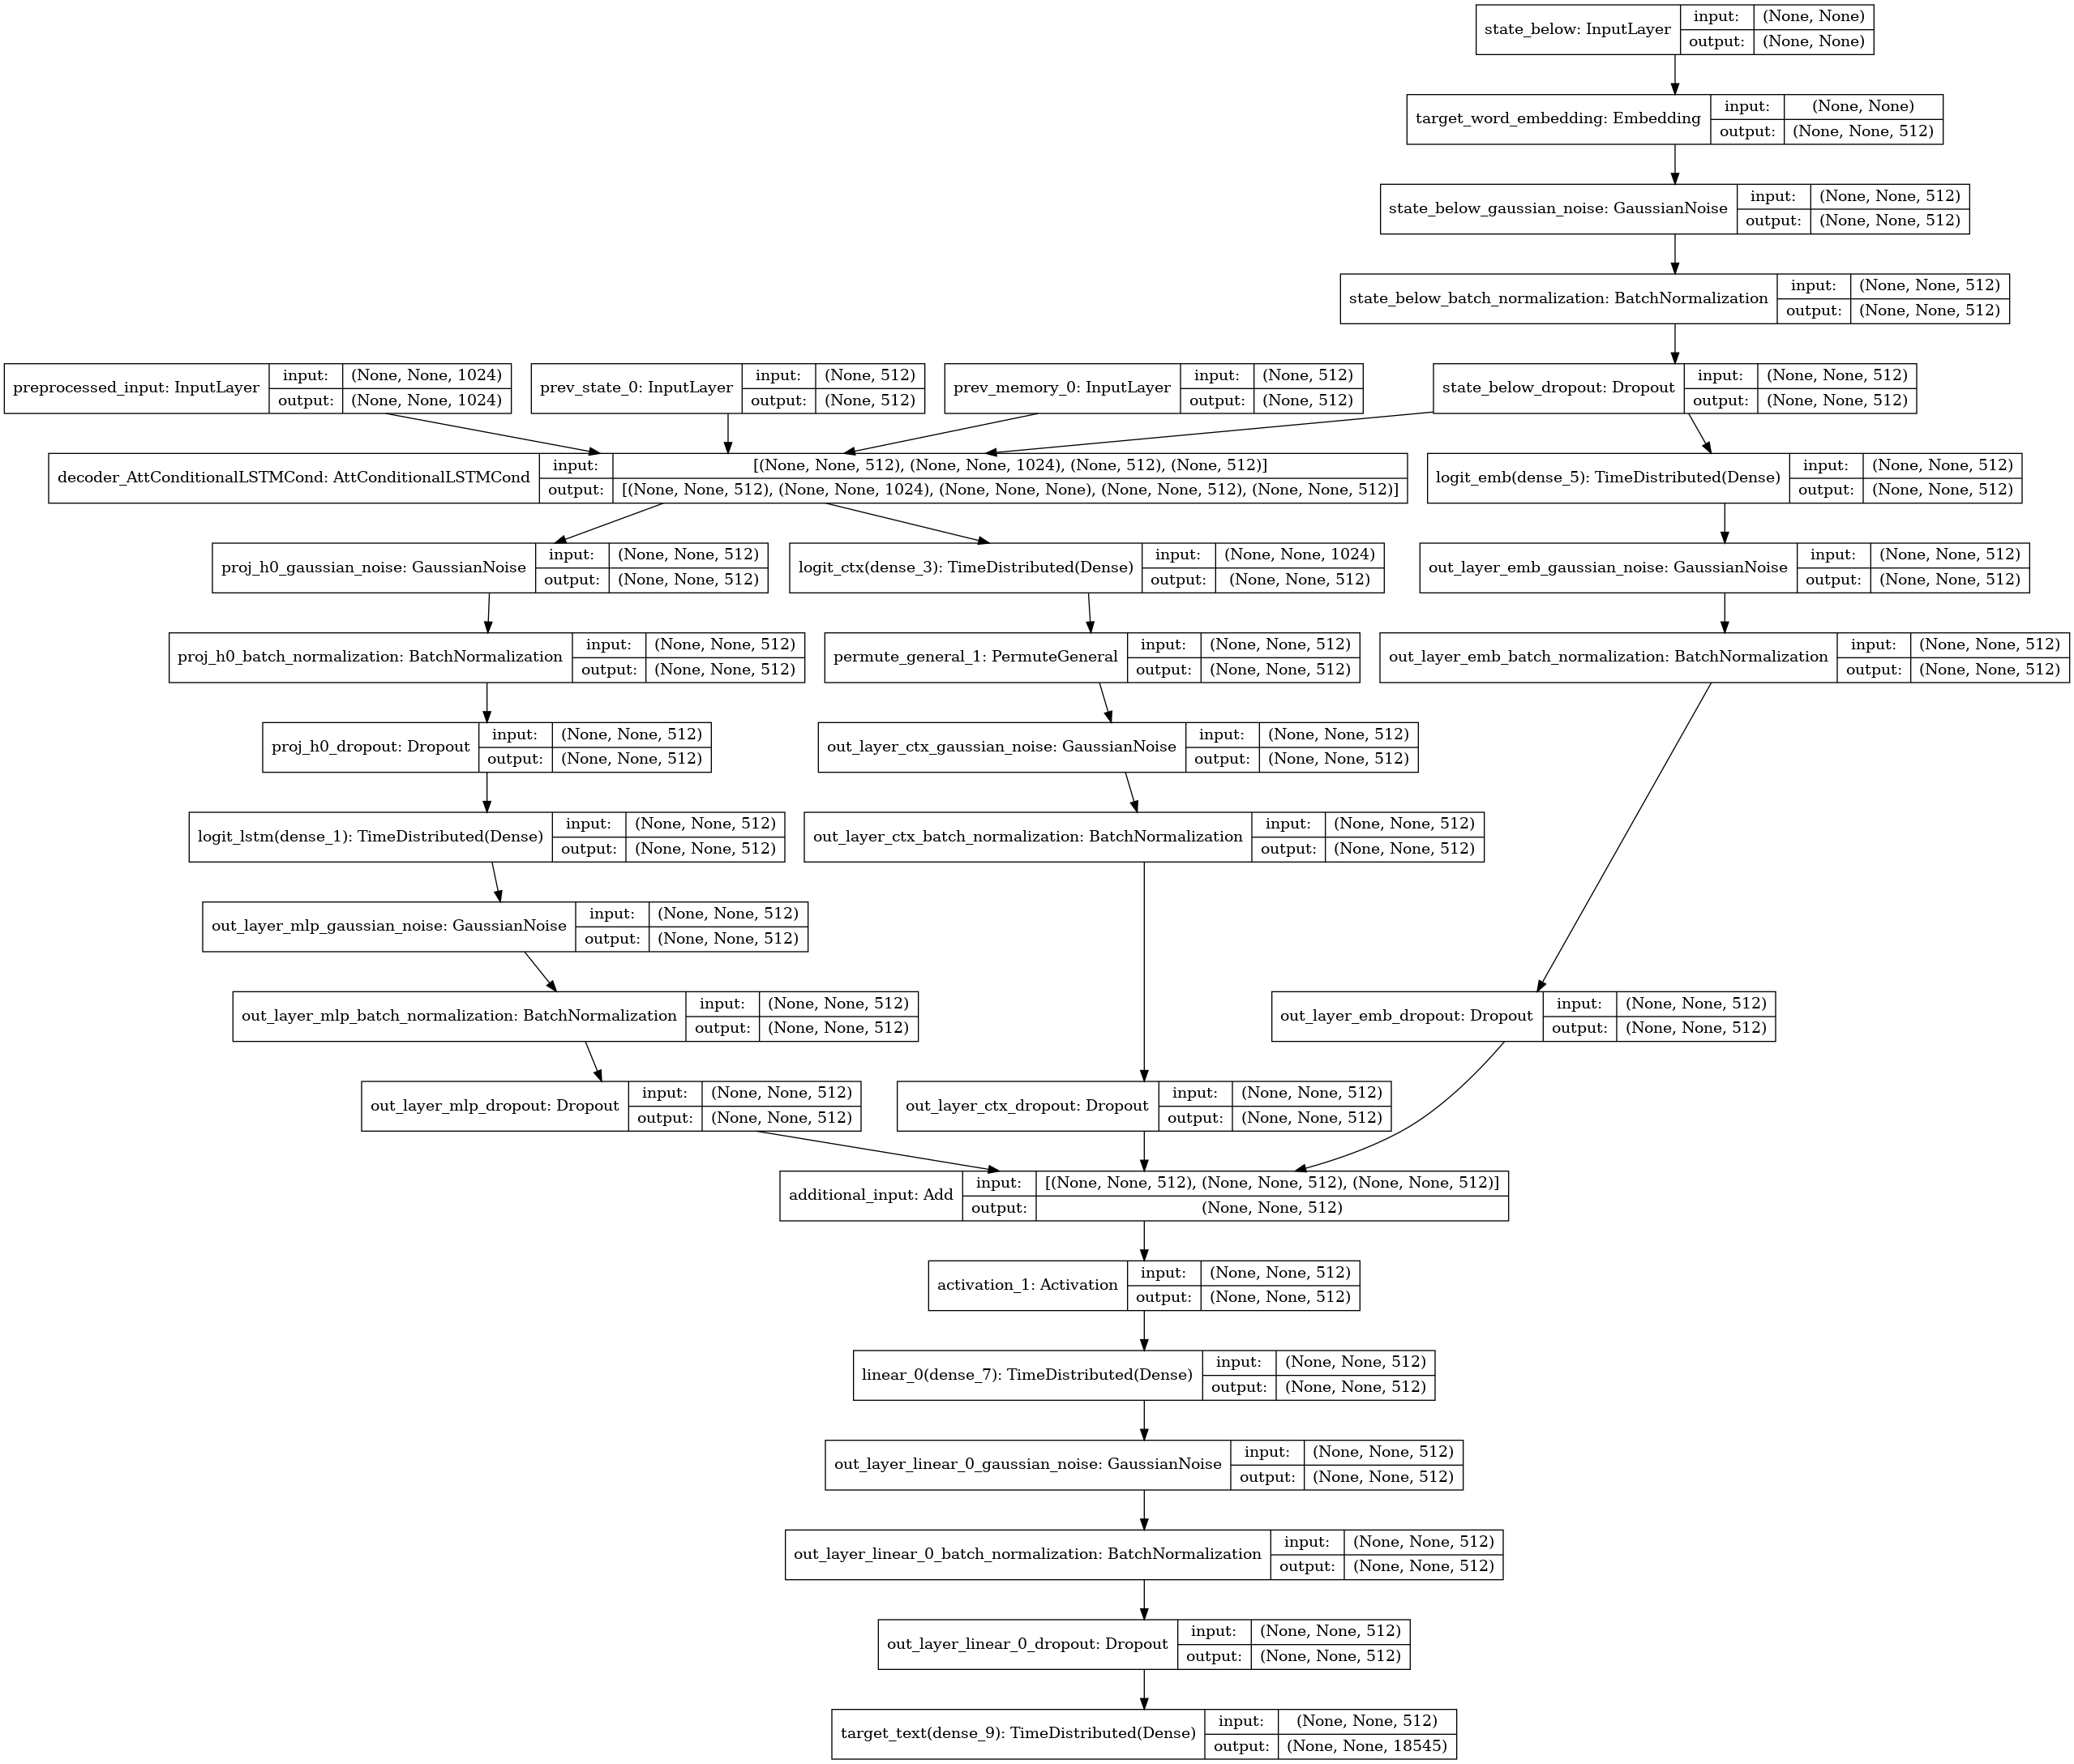 state_below: InputLayer
input: (None, None)
output: (None, None)
target_word_embedding: Embedding
input: (None, None)
output: (None, None, 512)
state_below_gaussian_noise: GaussianNoise
input: (None, None, 512)
output: (None, None, 512)
state_below_batch_normalization: BatchNormalization
input: (None, None, 512)
output: (None, None, 512)
preprocessed_input: InputLayer
input: (None, None, 1024)
output: (None, None, 1024)
prev_state_0: InputLayer
input: (None, 512)
output: (None, 512)
prev_memory_0: InputLayer
input: (None, 512)
output: (None, 512)
state_below_dropout: Dropout
input: (None, None, 512)
output: (None, None, 512)
decoder_AttConditionalLSTMCond: AttConditionalLSTMCond
input: [(None, None, 512), (None, None, 1024), (None, 512), (None, 512)]
output: [(None, None, 512), (None, None, 1024), (None, None, None), (None, None, 512), (None, None, 512)]
logit_emb(dense_5): TimeDistributed(Dense)
input: (None, None, 512)
output: (None, None, 512)
proj_h0_gaussian_noise: GaussianNoise
input: (None, None, 512)
output: (None, None, 512)
logit_ctx(dense_3): TimeDistributed(Dense)
input: (None, None, 1024)
output: (None, None, 512)
out_layer_emb_gaussian_noise: GaussianNoise
input: (None, None, 512)
output: (None, None, 512)
proj_h0_batch_normalization: BatchNormalization
input: (None, None, 512)
output: (None, None, 512)
permute_general_1: PermuteGeneral
input: (None, None, 512)
output: (None, None, 512)
out_layer_emb_batch_normalization: BatchNormalization
input: (None, None, 512)
output: (None, None, 512)
proj_h0_dropout: Dropout
input: (None, None, 512)
output: (None, None, 512)
out_layer_ctx_gaussian_noise: GaussianNoise
input: (None, None, 512)
output: (None, None, 512)
logit_lstm(dense_1): TimeDistributed(Dense)
input: (None, None, 512)
output: (None, None, 512)
out_layer_ctx_batch_normalization: BatchNormalization
input: (None, None, 512)
output: (None, None, 512)
out_layer_mlp_gaussian_noise: GaussianNoise
input: (None, None, 512)
output: (None, None, 512)
out_layer_mlp_batch_normalization: BatchNormalization
input: (None, None, 512)
output: (None, None, 512)
out_layer_emb_dropout: Dropout
input: (None, None, 512)
output: (None, None, 512)
out_layer_mlp_dropout: Dropout
input: (None, None, 512)
output: (None, None, 512)
out_layer_ctx_dropout: Dropout
input: (None, None, 512)
output: (None, None, 512)
additional_input: Add
input: [(None, None, 512), (None, None, 512), (None, None, 512)]
output: (None, None, 512)
activation_1: Activation
input: (None, None, 512)
output: (None, None, 512)
linear_0(dense_7): TimeDistributed(Dense)
input: (None, None, 512)
output: (None, None, 512)
out_layer_linear_0_gaussian_noise: GaussianNoise
input: (None, None, 512)
output: (None, None, 512)
out_layer_linear_0_batch_normalization: BatchNormalization
input: (None, None, 512)
output: (None, None, 512)
out_layer_linear_0_dropout: Dropout
input: (None, None, 512)
output: (None, None, 512)
target_text(dense_9): TimeDistributed(Dense)
input: (None, None, 512)
output: (None, None, 18545)